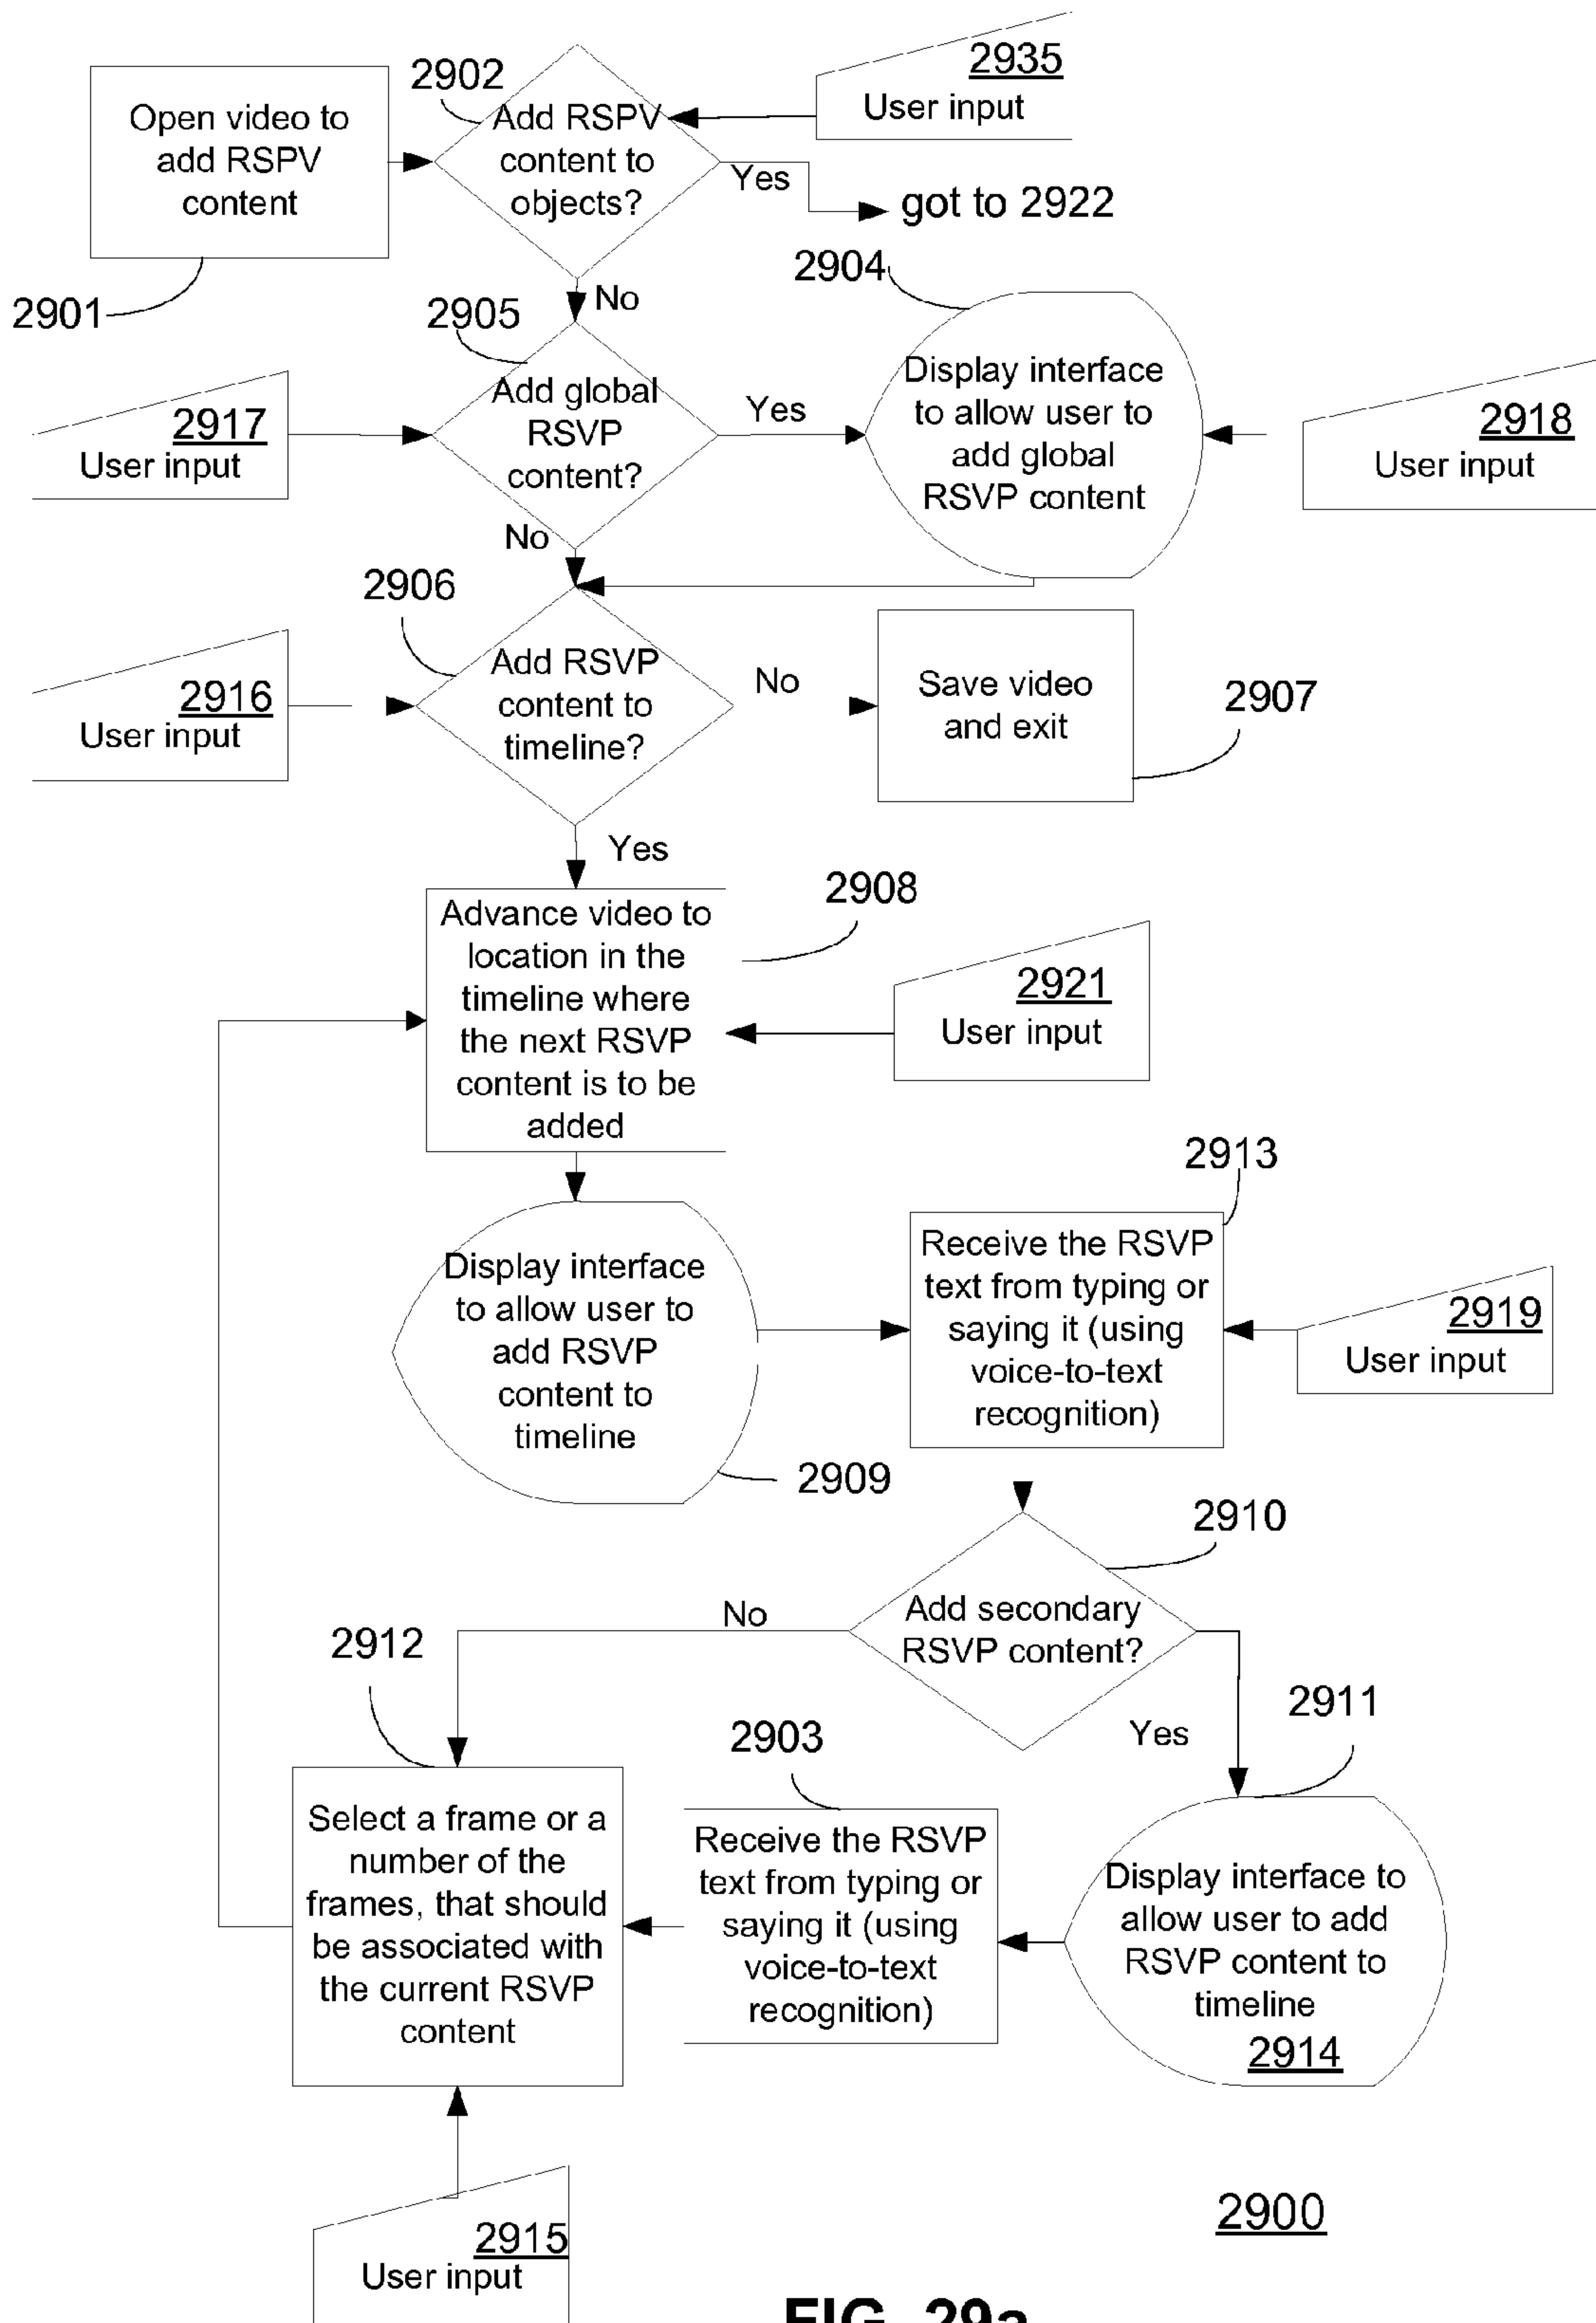 2935
User input
2902
Open video to
add RSPV
content
Add RSPV
content to
objects?
Yes
got to 2922
2901
No
2904
2905
Display interface
to allow user to
add global
RSVP content
Add global
RSVP
content?
Yes
2917
User input
2918
User input
No
2906
Add RSVP
content to
timeline?
No
Save video
and exit
2907
2916
User input
Yes
2908
Advance video to
location in the
timeline where
the next RSVP
content is to be
added
2921
User input
2913
Display interface
to allow user to
add RSVP
content to
timeline
Receive the RSVP
text from typing or
saying it (using
voice-to-text
recognition)
2919
User input
2909
2910
Add secondary
RSVP content?
No
2912
2911
Yes
2903
Select a frame or a
number of the
frames, that should
be associated with
the current RSVP
content
Receive the RSVP
text from typing or
saying it (using
voice-to-text
recognition)
Display interface to
allow user to add
RSVP content to
timeline
2914
2915
User input
2900
FIG. 29a